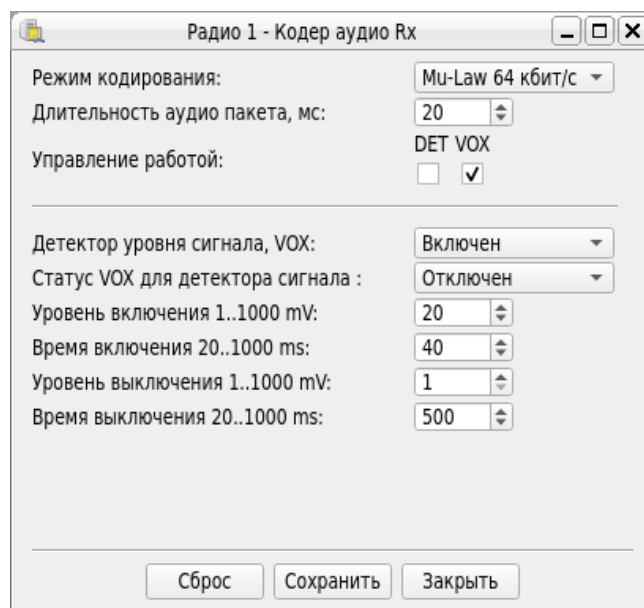 Радио 1 - Кодер аудио Rx
Режим кодирования: Mu-Law 64 кбит/с
Длительность аудио пакета, мс: 20
DET VOX
Управление работой:
Детектор уровня сигнала, VOX: Включен
Статус VOX для детектора сигнала : Отключен
Уровень включения 1..1000 mV: 20
Время включения 20..1000 ms: 40
Уровень выключения 1..1000 mV: 1
Время выключения 20..1000 ms: 500
Сброс Сохранить Закрыть